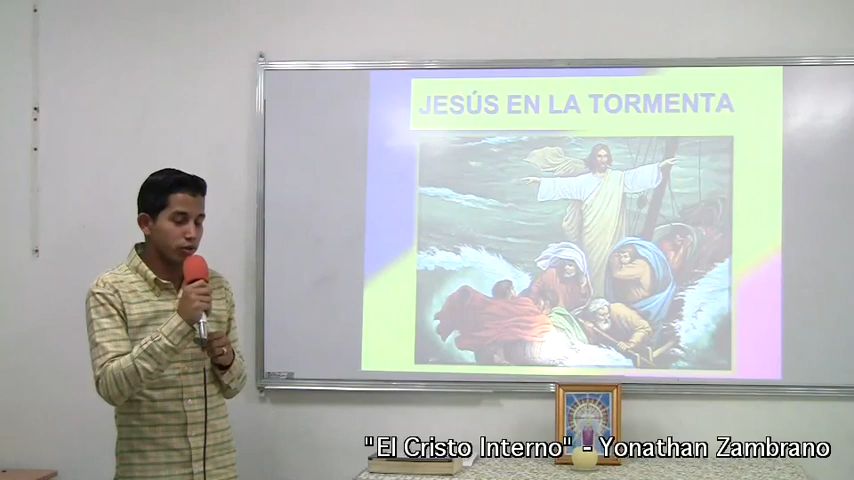 JESÚS EN LA TORMENTA
"El Cristo Interno" - Yonathan Zambrano